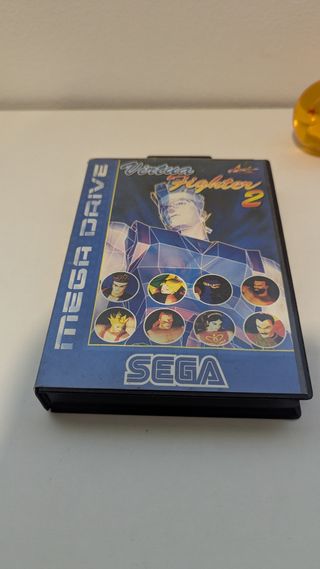 Virtua
Fighter
2
MEGA DRIVE
SEGA